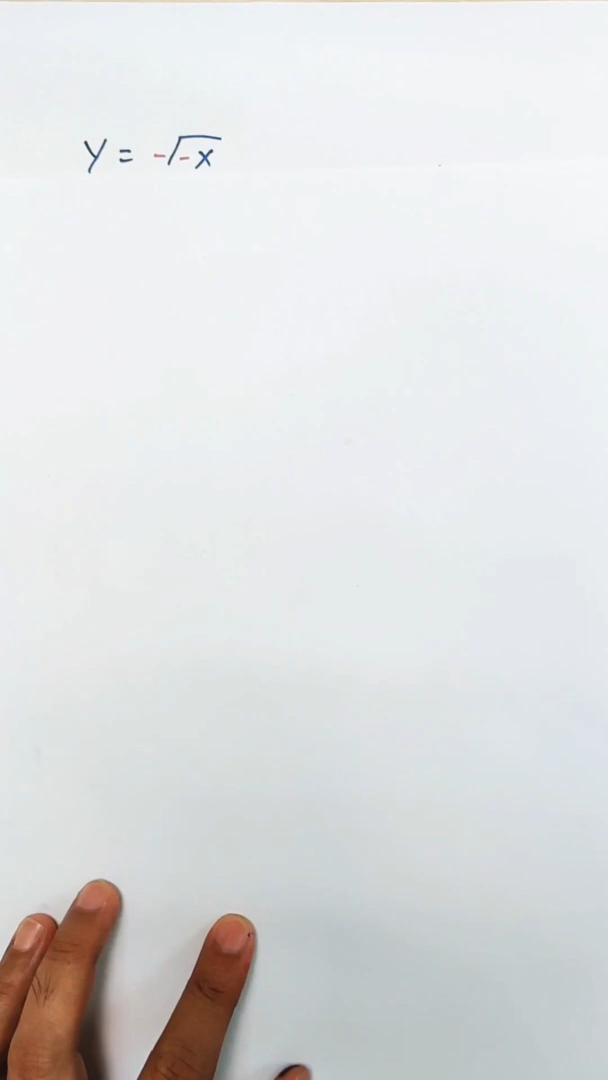 y = -√-x